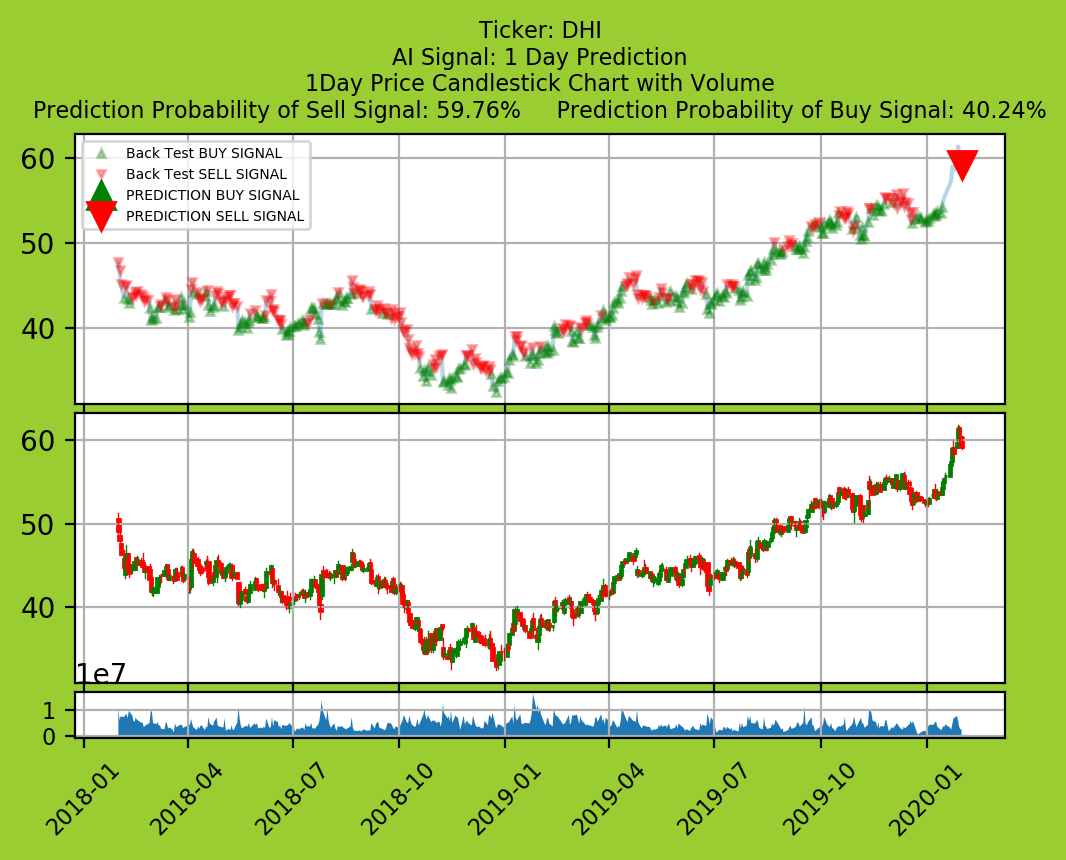 Ticker: DHI
AI Signal: 1 Day Prediction
1Day Price Candlestick Chart with Volume
Prediction Probability of Sell Signal: 59.76%     Prediction Probability of Buy Signal: 40.24%
Back Test BUY SIGNAL
Back Test SELL SIGNAL
PREDICTION BUY SIGNAL
PREDICTION SELL SIGNAL
60
50
40
60
50
40
1e7
1
0
2018-01
2018-04
2018-07
2018-10
2019-01
2019-04
2019-07
2019-10
2020-01